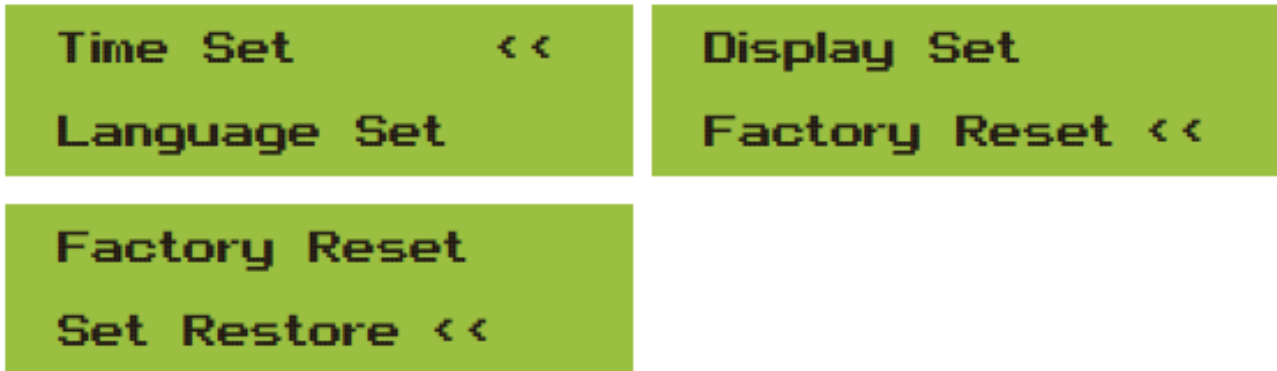 Time Set <<
Language Set
Display Set
Factory Reset <<
Factory Reset
Set Restore <<